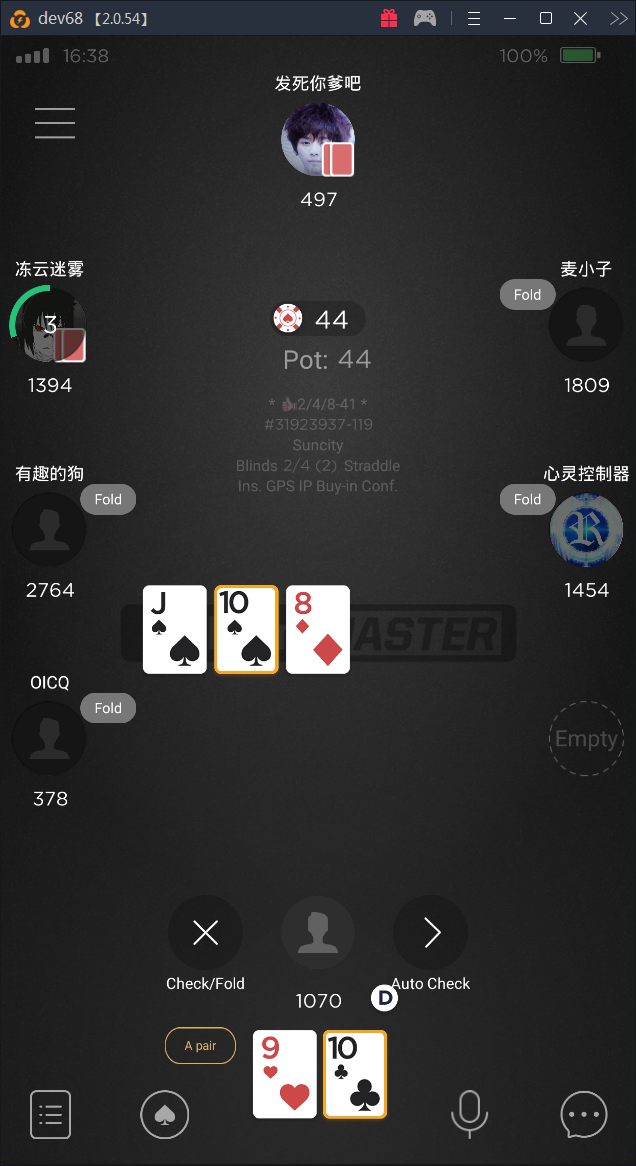 dev68 【2.0.54】
16:38
100%
发死你爹吧
497
冻云迷雾
3
1394
麦小子
Fold
1809
44
Pot: 44
* 2/4/8-41 *
#31923937-119
Suncity
Blinds 2/4 (2) Straddle
Ins. GPS IP Buy-in Conf.
有趣的狗
Fold
2764
心灵控制器
Fold
R
1454
J
10
8
MASTER
OICQ
Fold
378
Empty
Check/Fold
1070
D
Auto Check
A pair
9
10